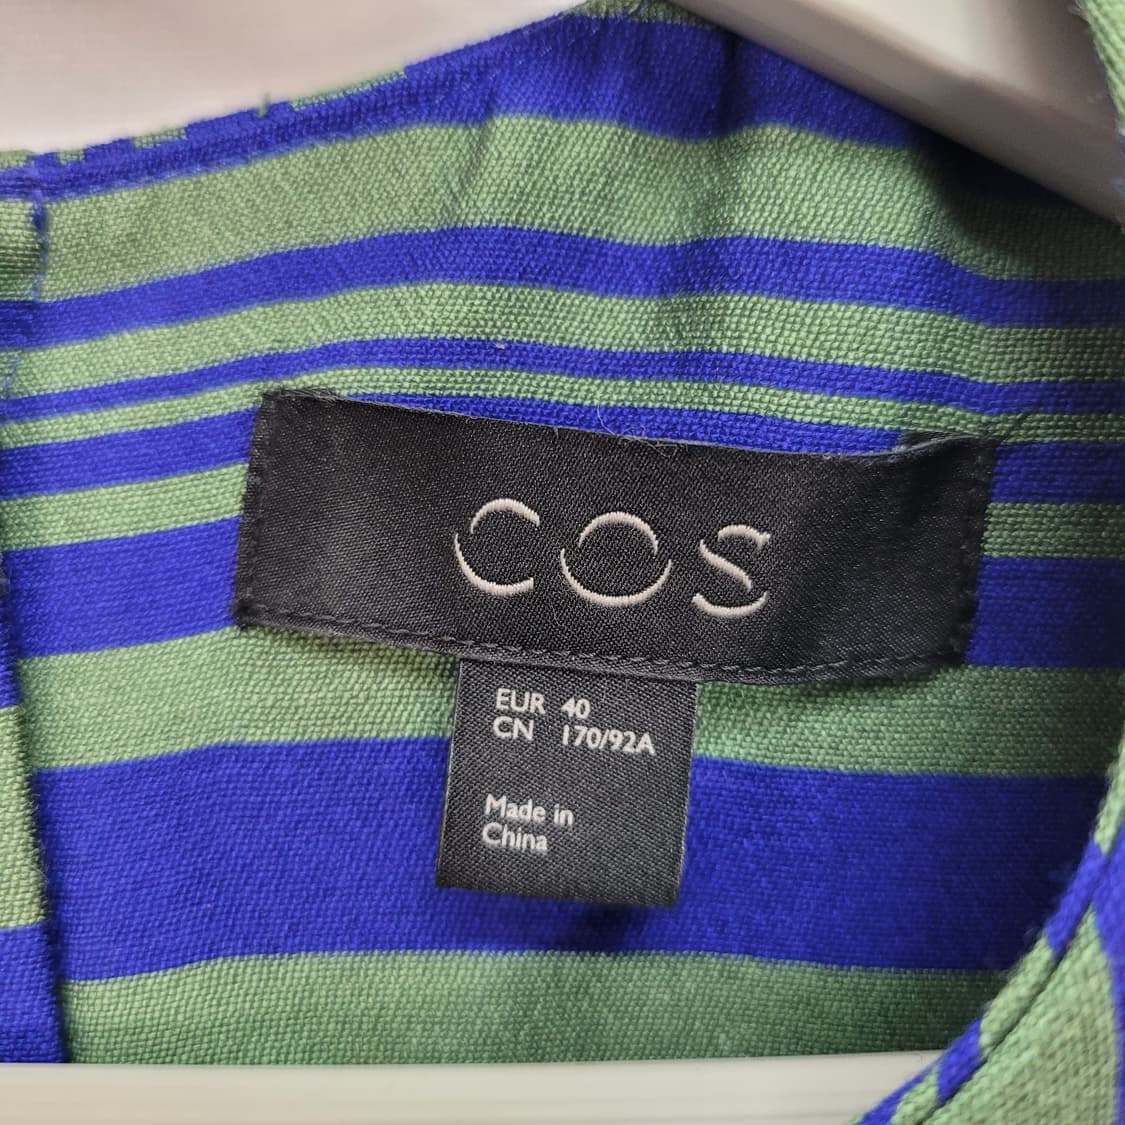 COS
EUR 40
CN 170/92A
Made in
China